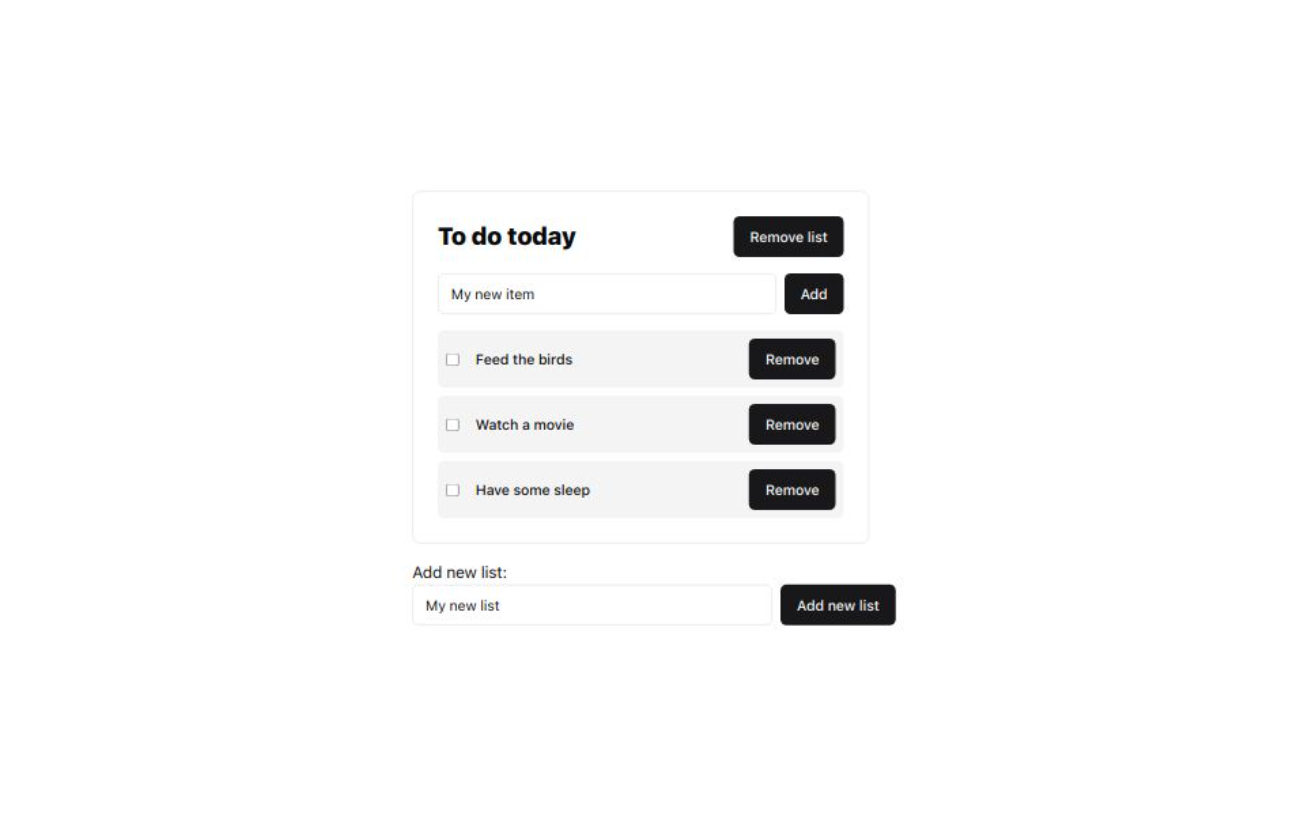 To do today
Remove list
My new item
Add
Feed the birds
Remove
Watch a movie
Remove
Have some sleep
Remove
Add new list:
My new list
Add new list